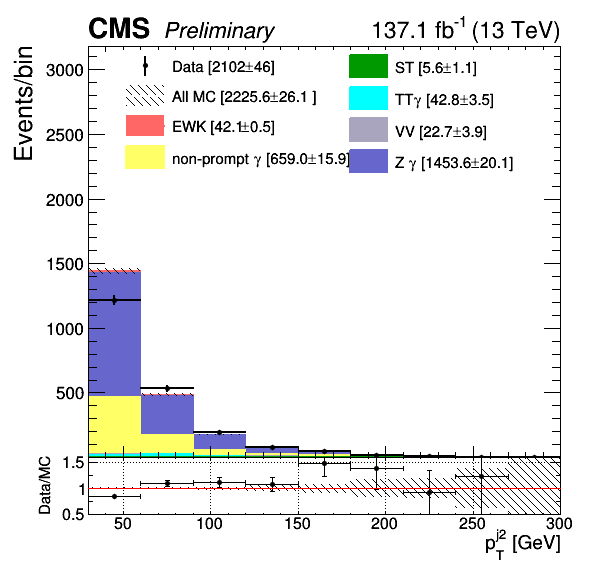 CMS Preliminary 137.1 fb⁻¹ (13 TeV)
Events/bin
3000
2500
2000
1500
1000
500
Data [2102±46]
All MC [2225.6±26.1 ]
EWK [42.1±0.5]
non-prompt γ [659.0±15.9]
ST [5.6±1.1]
TTγ [42.8±3.5]
VV [22.7±3.9]
Z γ [1453.6±20.1]
Data/MC
1.5
1
0.5
50 100 150 200 250 300
p_T^j2 [GeV]